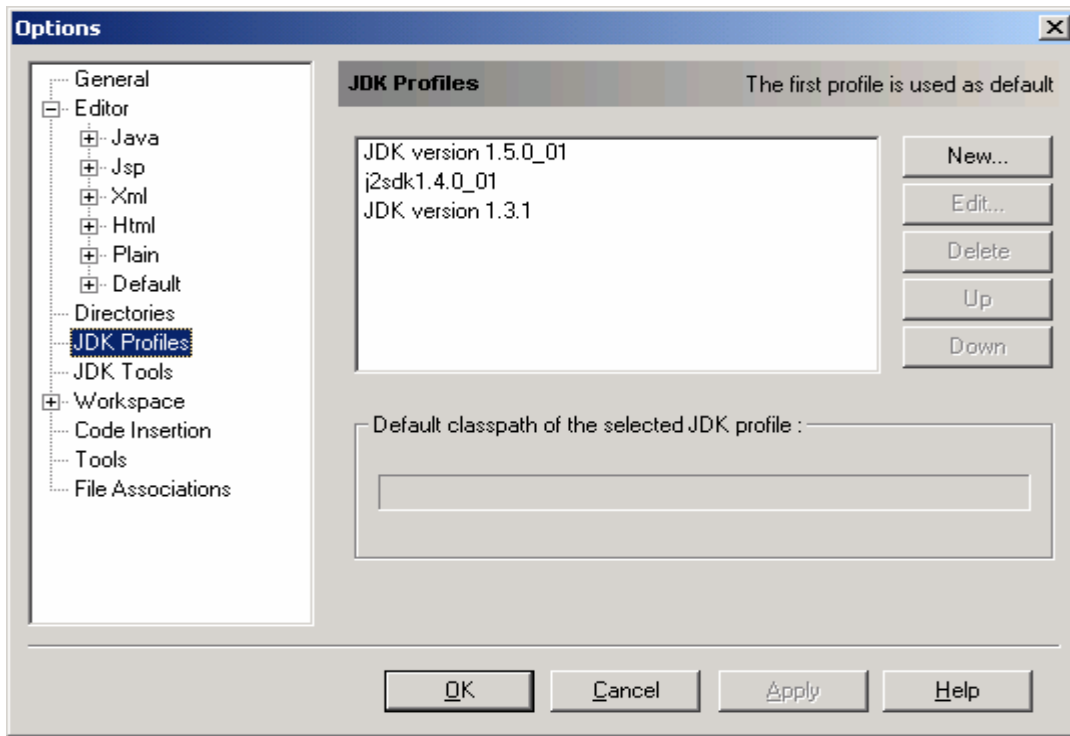 Options
General
Editor
Java
Jsp
Xml
Html
Plain
Default
Directories
JDK Profiles
JDK Tools
Workspace
Code Insertion
Tools
File Associations
JDK Profiles The first profile is used as default
JDK version 1.5.0_01
j2sdk1.4.0_01
JDK version 1.3.1
New...
Edit...
Delete
Up
Down
Default classpath of the selected JDK profile :
OK Cancel Apply Help